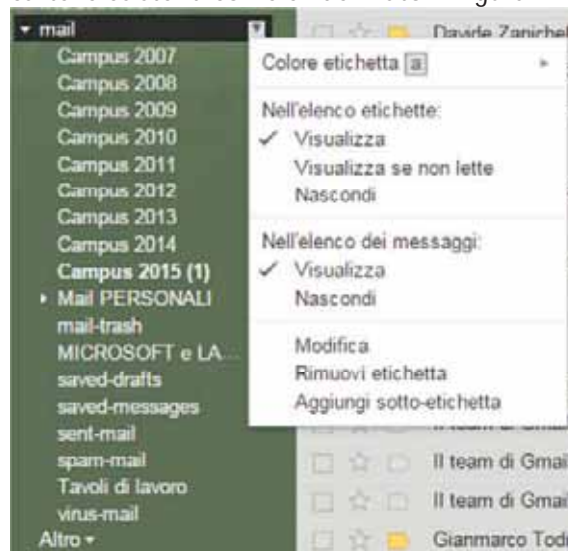 mail
Campus 2007
Campus 2008
Campus 2009
Campus 2010
Campus 2011
Campus 2012
Campus 2013
Campus 2014
Campus 2015 (1)
Mail PERSONALI
mail-trash
MICROSOFT e LA...
saved-drafts
saved-messages
sent-mail
spam-mail
Tavoli di lavoro
virus-mail
Altro
Davide Zanichel
Colore etichetta a
Nell'elenco etichette:
Visualizza
Visualizza se non lette
Nascondi
Nell'elenco dei messaggi:
Visualizza
Nascondi
Modifica
Rimuovi etichetta
Aggiungi sotto-etichetta
Il team di Gmai
Il team di Gmai
Gianmarco Tod